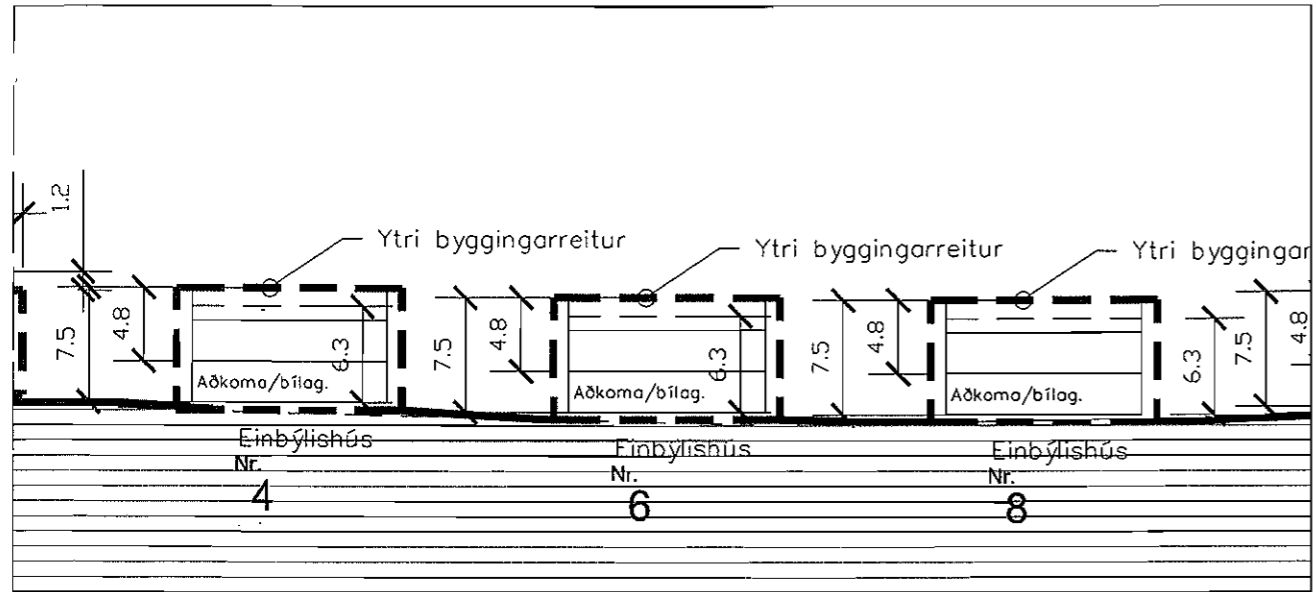 1.2
Ytri byggingarreitur
Ytri byggingarreitur
Ytri byggingar
7.5
4.8
6.3
7.5
4.8
6.3
7.5
4.8
6.3
7.5
4.8
Aðkoma/bílag.
Aðkoma/bílag.
Aðkoma/bílag.
Einbýlishús
Nr.
4
Einbýlishús
Nr.
6
Einbýlishús
Nr.
8